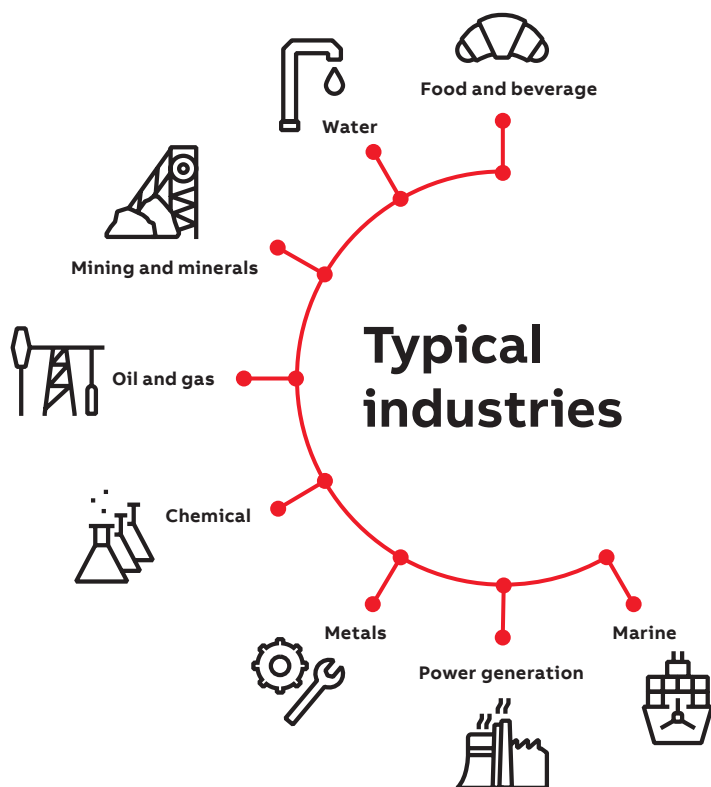 Food and beverage
Water
Mining and minerals
Typical
industries
Oil and gas
Chemical
Metals
Marine
Power generation